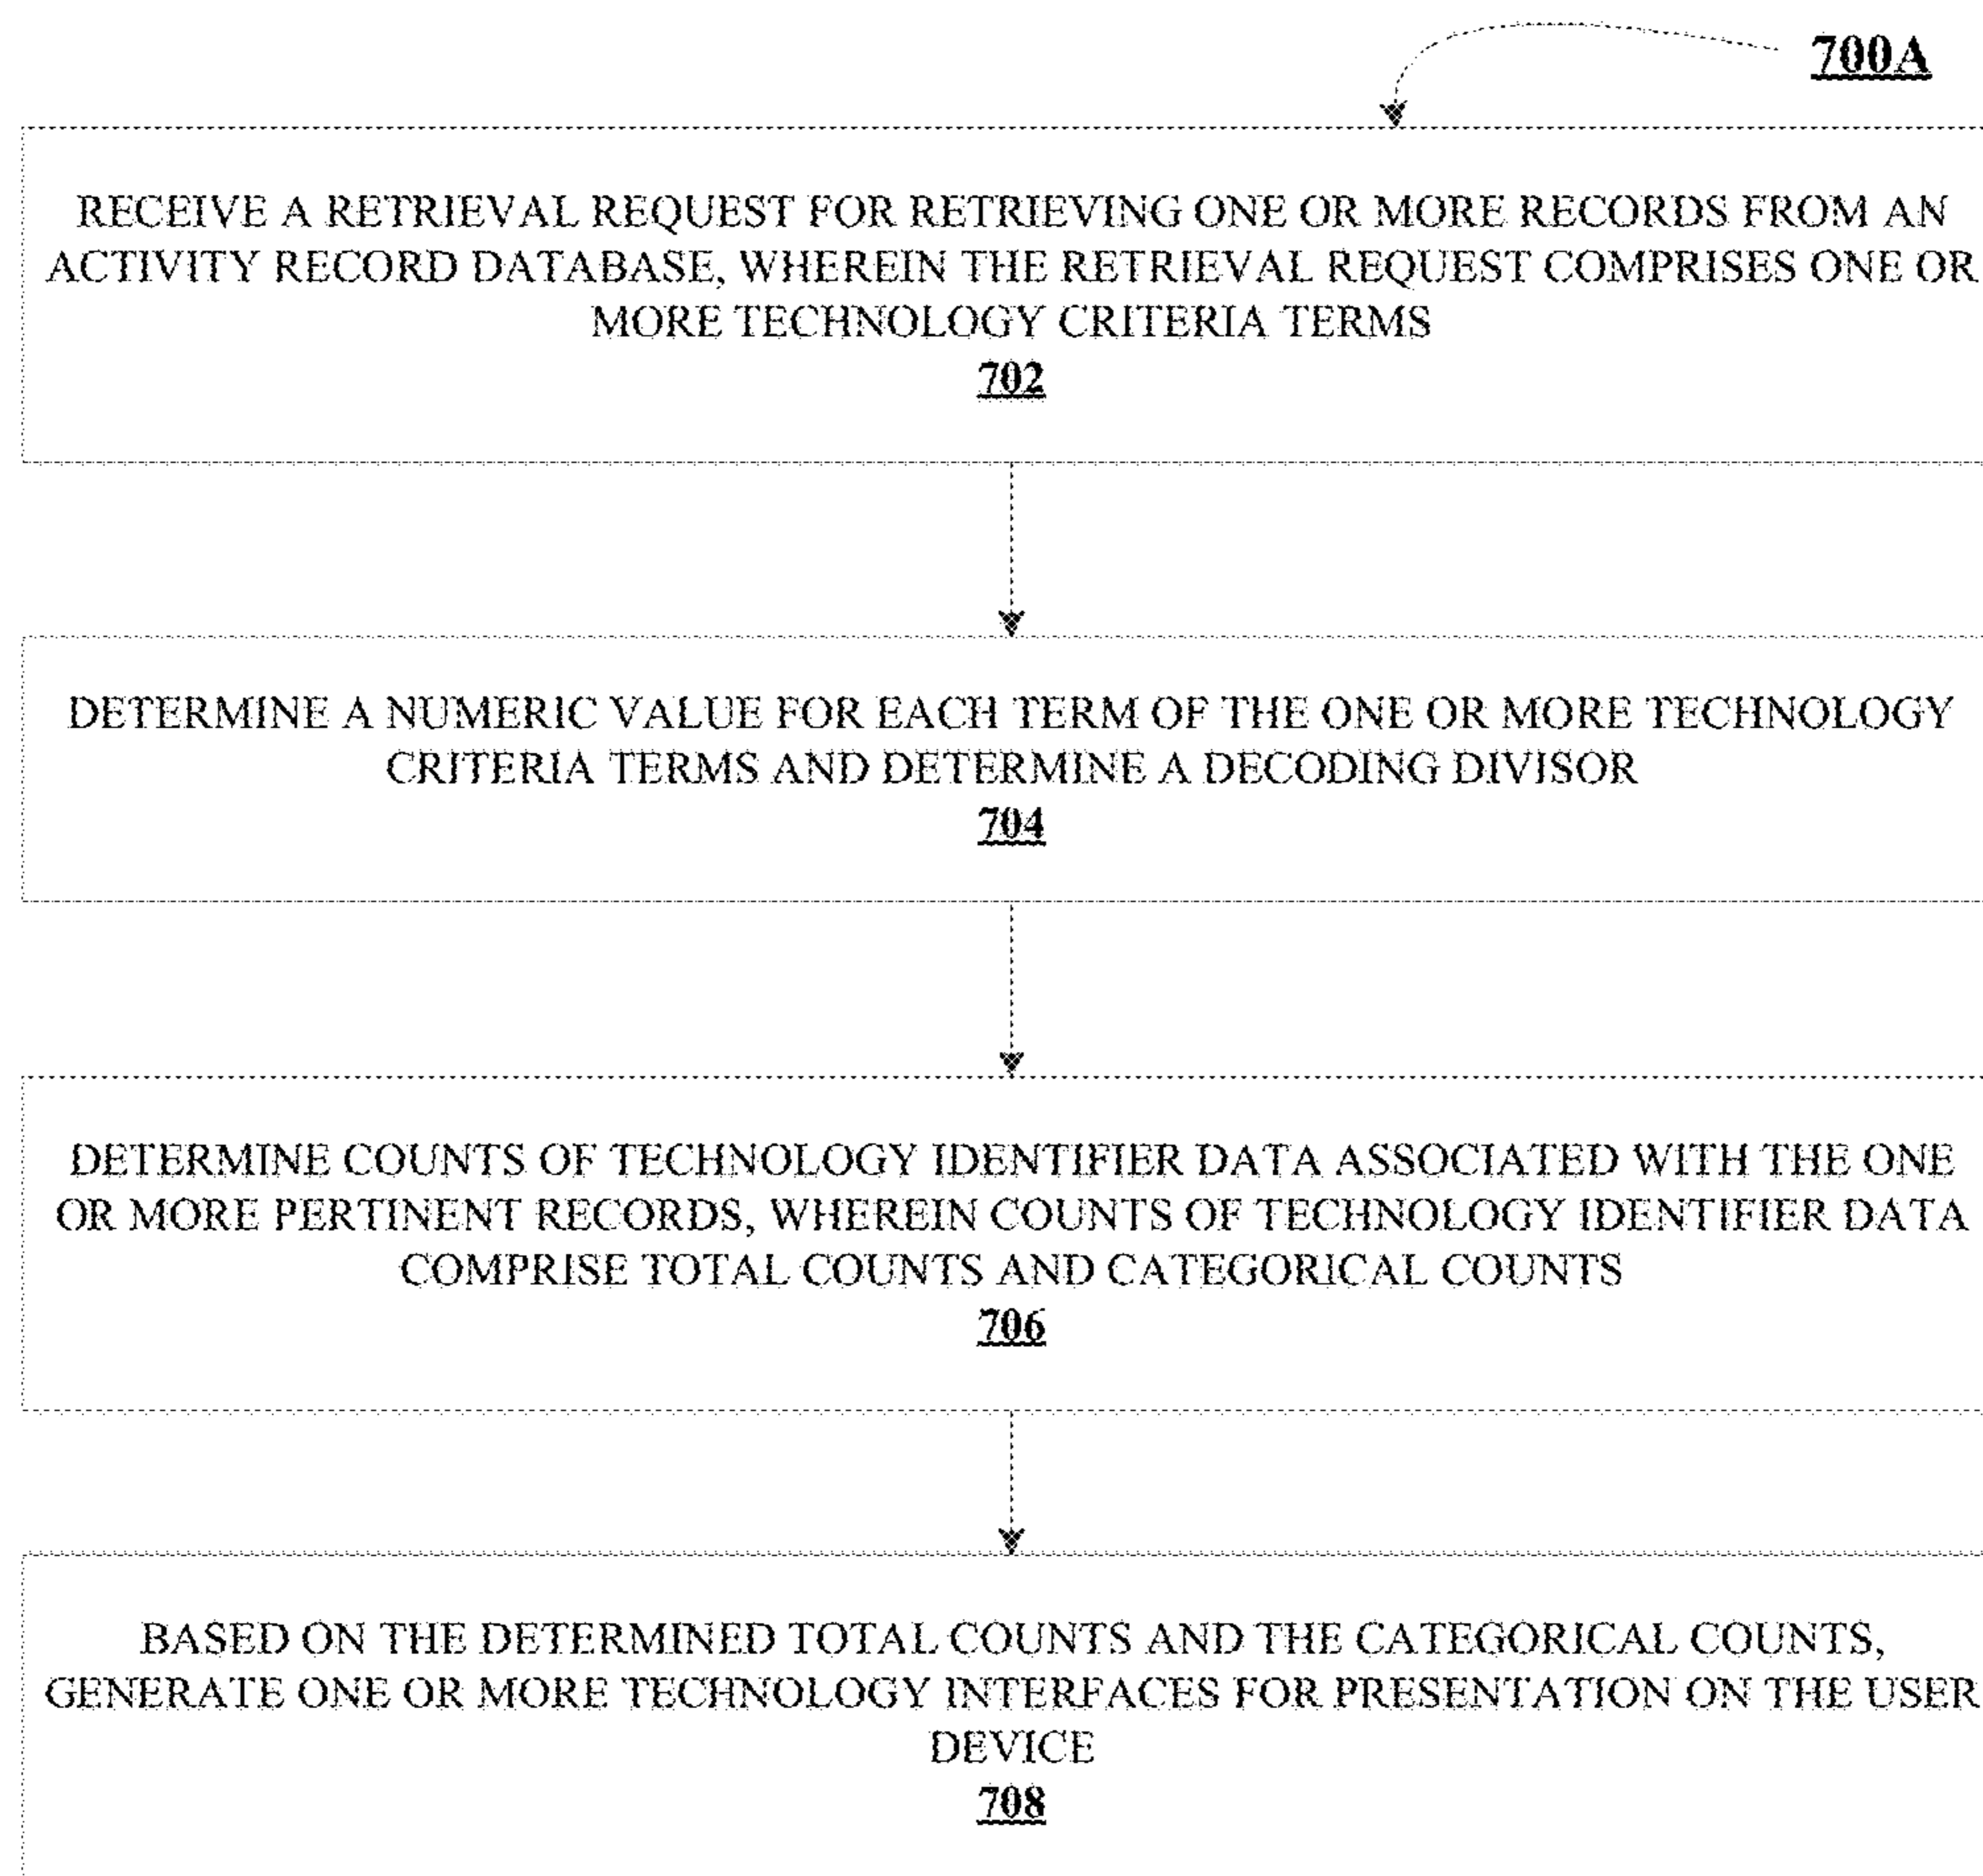 700A
RECEIVE A RETRIEVAL REQUEST FOR RETRIEVING ONE OR MORE RECORDS FROM AN
ACTIVITY RECORD DATABASE, WHEREIN THE RETRIEVAL REQUEST COMPRISES ONE OR
MORE TECHNOLOGY CRITERIA TERMS
702
DETERMINE A NUMERIC VALUE FOR EACH TERM OF THE ONE OR MORE TECHNOLOGY
CRITERIA TERMS AND DETERMINE A DECODING DIVISOR
704
DETERMINE COUNTS OF TECHNOLOGY IDENTIFIER DATA ASSOCIATED WITH THE ONE
OR MORE PERTINENT RECORDS, WHEREIN COUNTS OF TECHNOLOGY IDENTIFIER DATA
COMPRISE TOTAL COUNTS AND CATEGORICAL COUNTS
706
BASED ON THE DETERMINED TOTAL COUNTS AND THE CATEGORICAL COUNTS,
GENERATE ONE OR MORE TECHNOLOGY INTERFACES FOR PRESENTATION ON THE USER
DEVICE
708